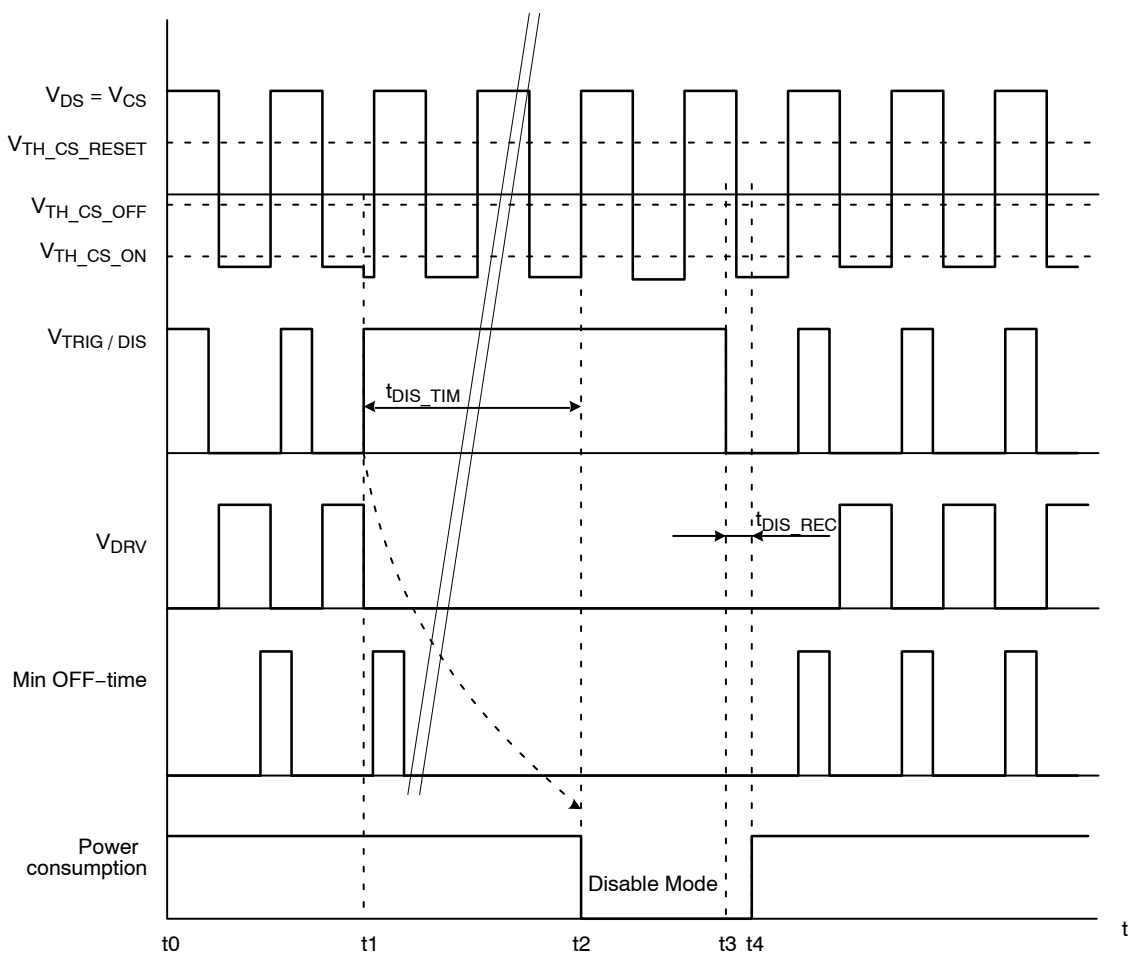 V_DS = V_CS
V_TH_CS_RESET
V_TH_CS_OFF
V_TH_CS_ON
V_TRIG / DIS
t_DIS_TIM
V_DRV
t_DIS_REC
Min OFF–time
Power
consumption
Disable Mode
t0 t1 t2 t3 t4 t